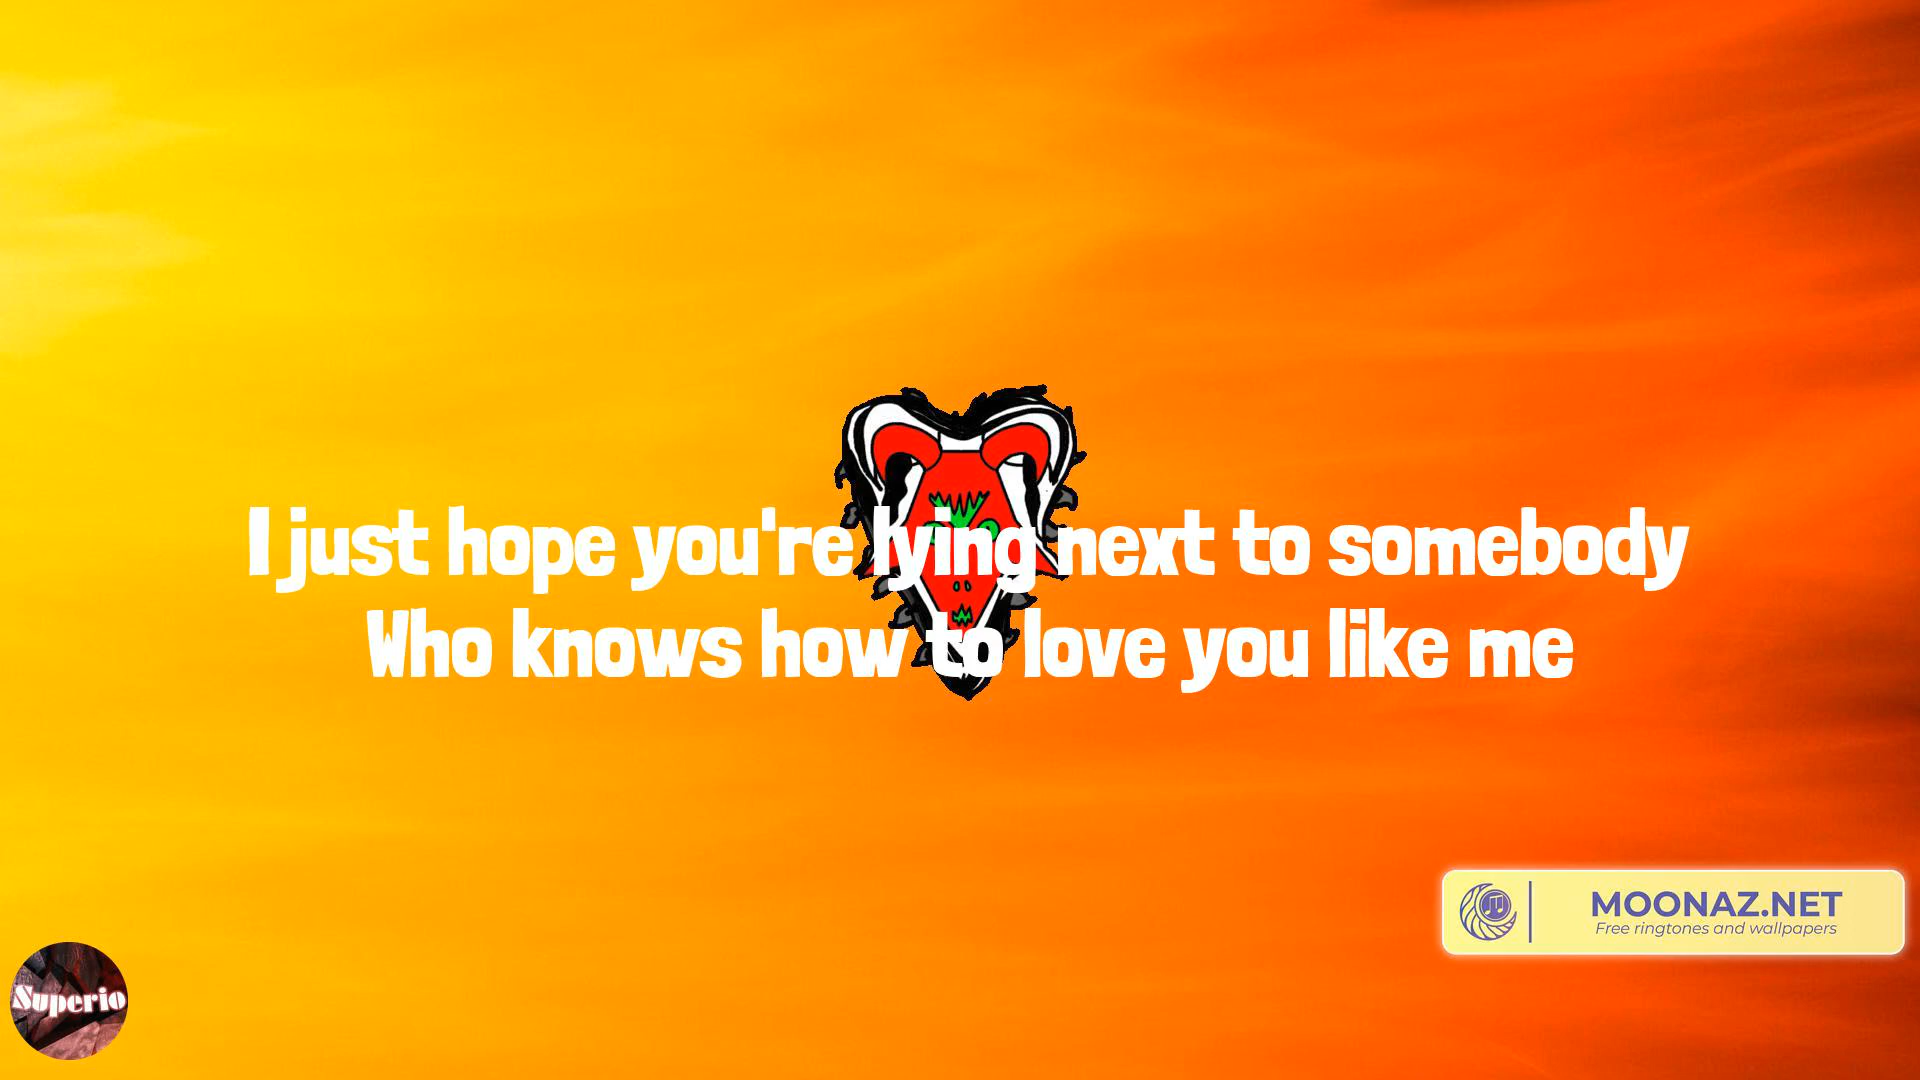 I just hope you're lying next to somebody
Who knows how to love you like me
MOONAZ.NET
Free ringtones and wallpapers
Superio